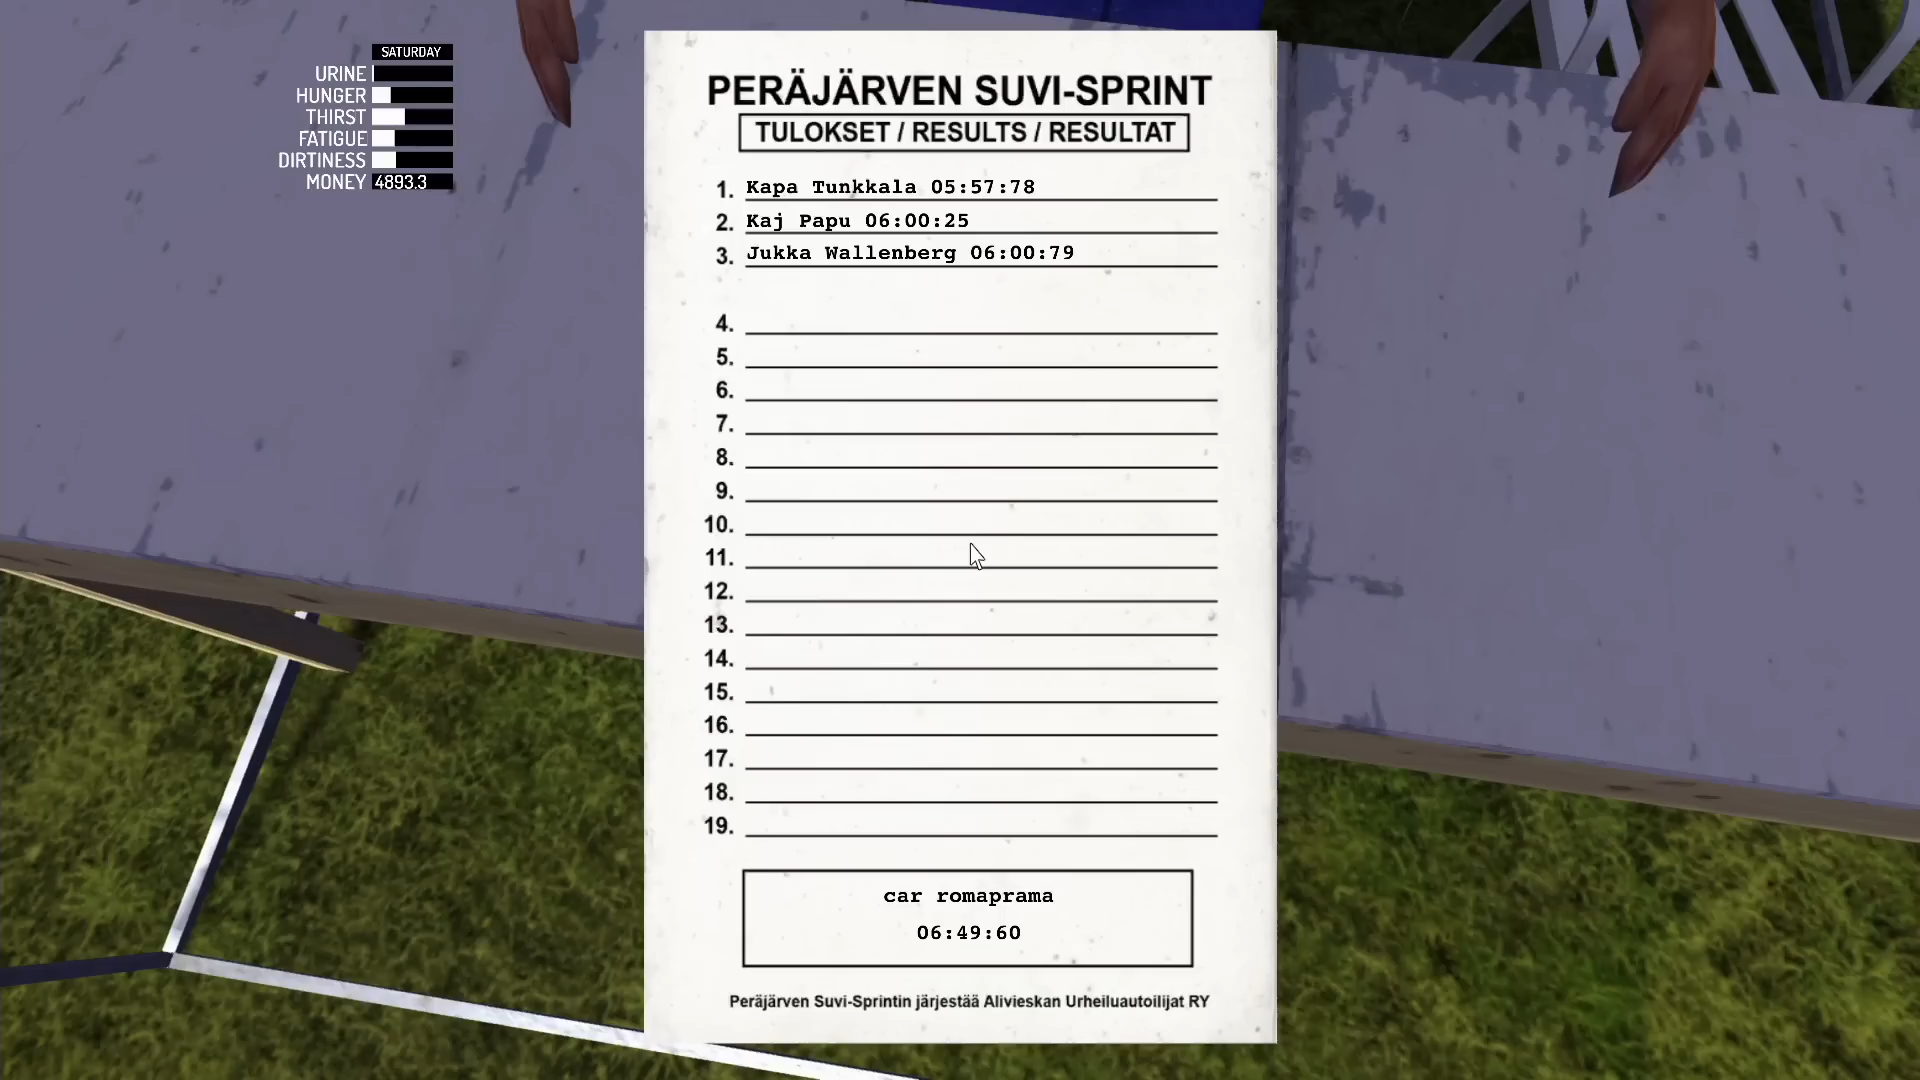 SATURDAY
URINE
HUNGER
THIRST
FATIGUE
DIRTINESS
MONEY 4893.3
PERÄJÄRVEN SUVI-SPRINT
TULOKSET / RESULTS / RESULTAT
1. Kapa Tunkkala 05:57:78
2. Kaj Papu 06:00:25
3. Jukka Wallenberg 06:00:79
4.
5.
6.
7.
8.
9.
10.
11.
12.
13.
14.
15.
16.
17.
18.
19.
car romaprama
06:49:60
Peräjärven Suvi-Sprintin järjestää Alivieskan Urheiluautoilijat RY